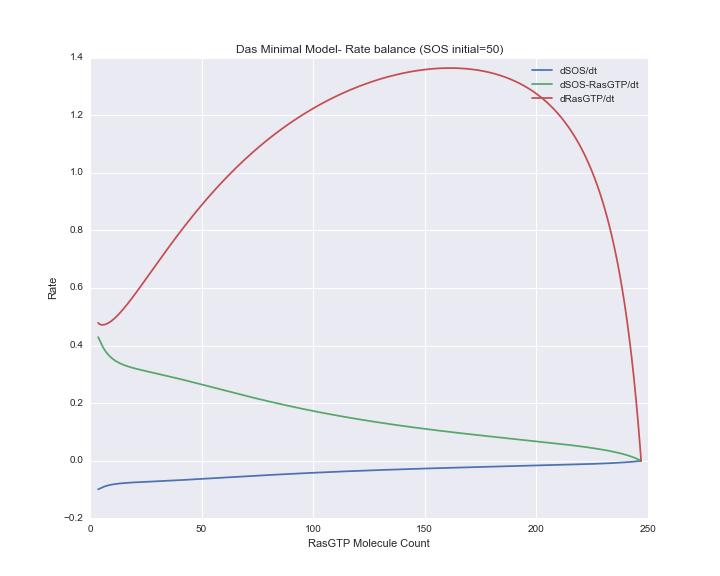 Das Minimal Model- Rate balance (SOS initial=50)
1.4
1.2
1.0
0.8
0.6
0.4
0.2
0.0
−0.2
Rate
dSOS/dt
dSOS-RasGTP/dt
dRasGTP/dt
0 50 100 150 200 250
RasGTP Molecule Count